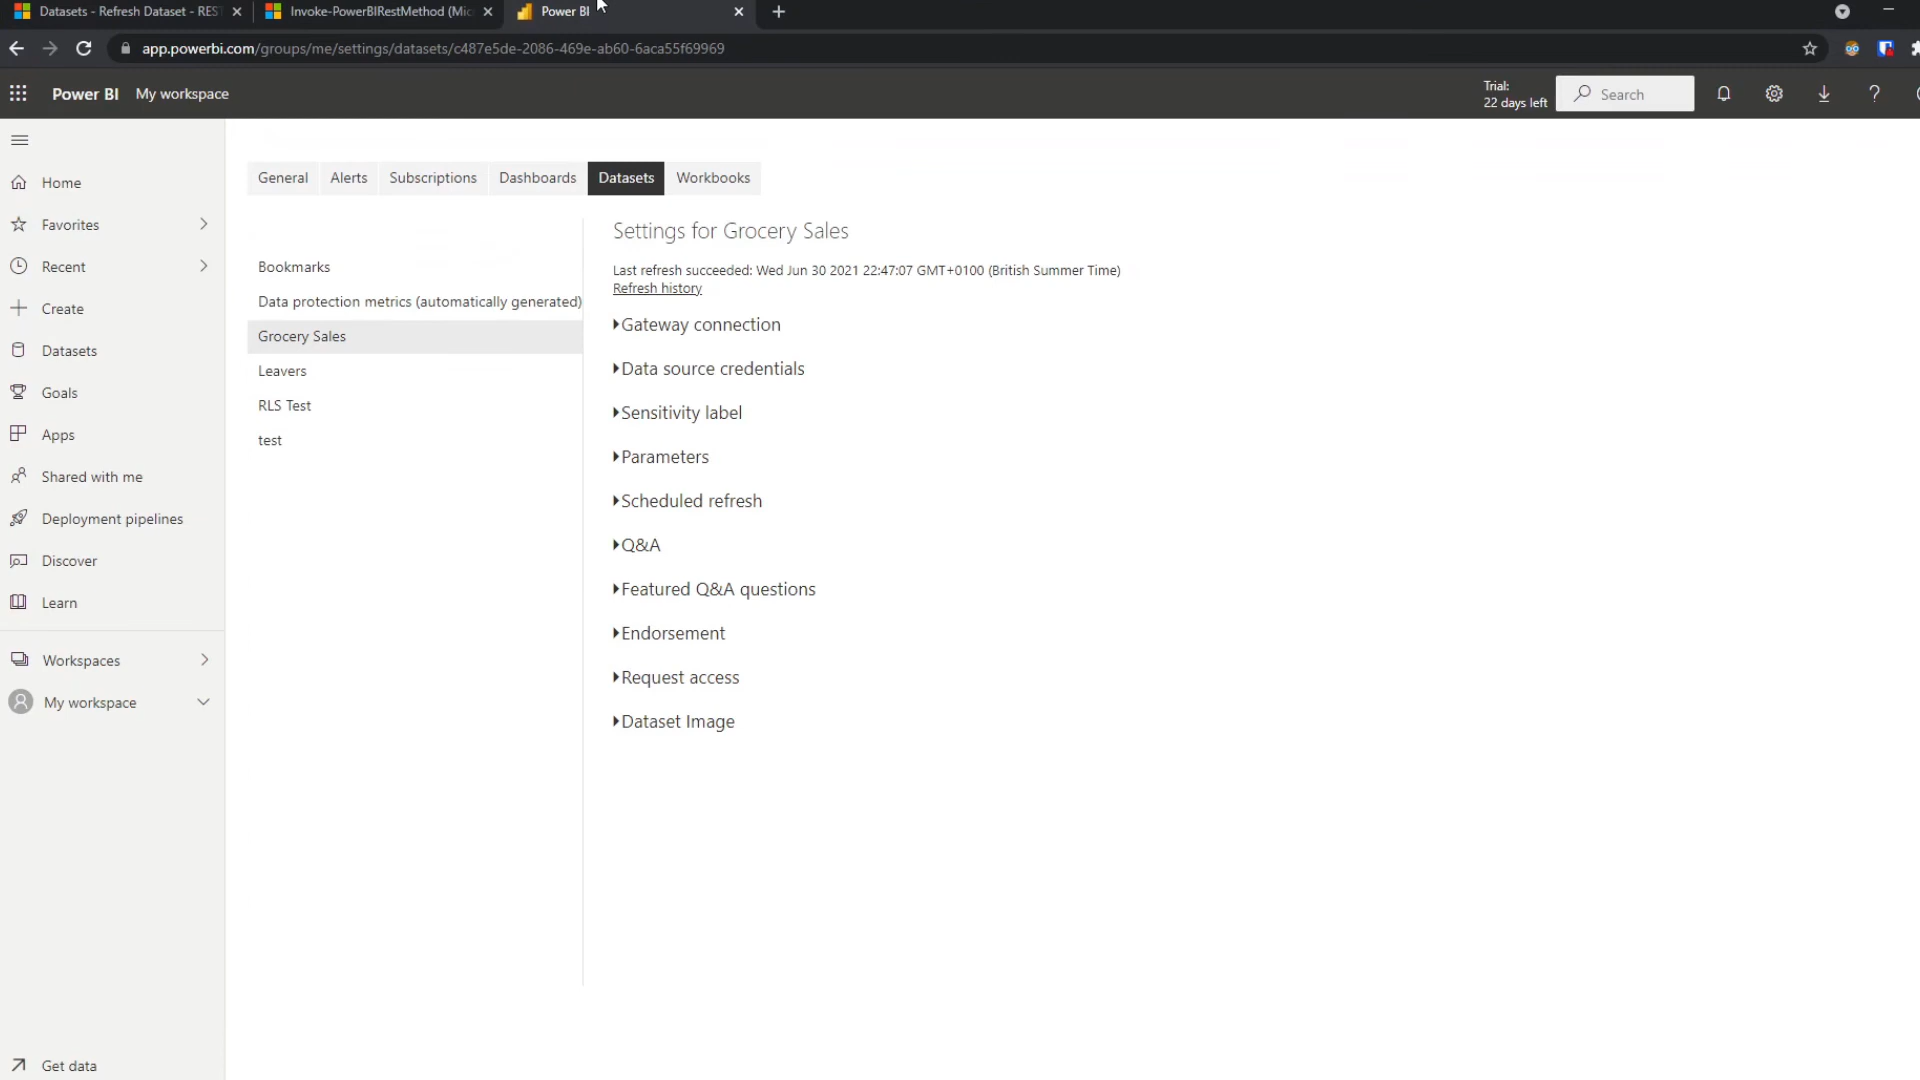 Datasets - Refresh Dataset - REST
Invoke-PowerBIRestMethod (Mic
Power BI
app.powerbi.com/groups/me/settings/datasets/c487e5de-2086-469e-ab60-6aca55f69969
Power BI My workspace
Trial:
22 days left
Search
Home
Favorites
Recent
Create
Datasets
Goals
Apps
Shared with me
Deployment pipelines
Discover
Learn
Workspaces
My workspace
Get data
General Alerts Subscriptions Dashboards Datasets Workbooks
Bookmarks
Data protection metrics (automatically generated)
Grocery Sales
Leavers
RLS Test
test
Settings for Grocery Sales
Last refresh succeeded: Wed Jun 30 2021 22:47:07 GMT+0100 (British Summer Time)
Refresh history
Gateway connection
Data source credentials
Sensitivity label
Parameters
Scheduled refresh
Q&A
Featured Q&A questions
Endorsement
Request access
Dataset Image